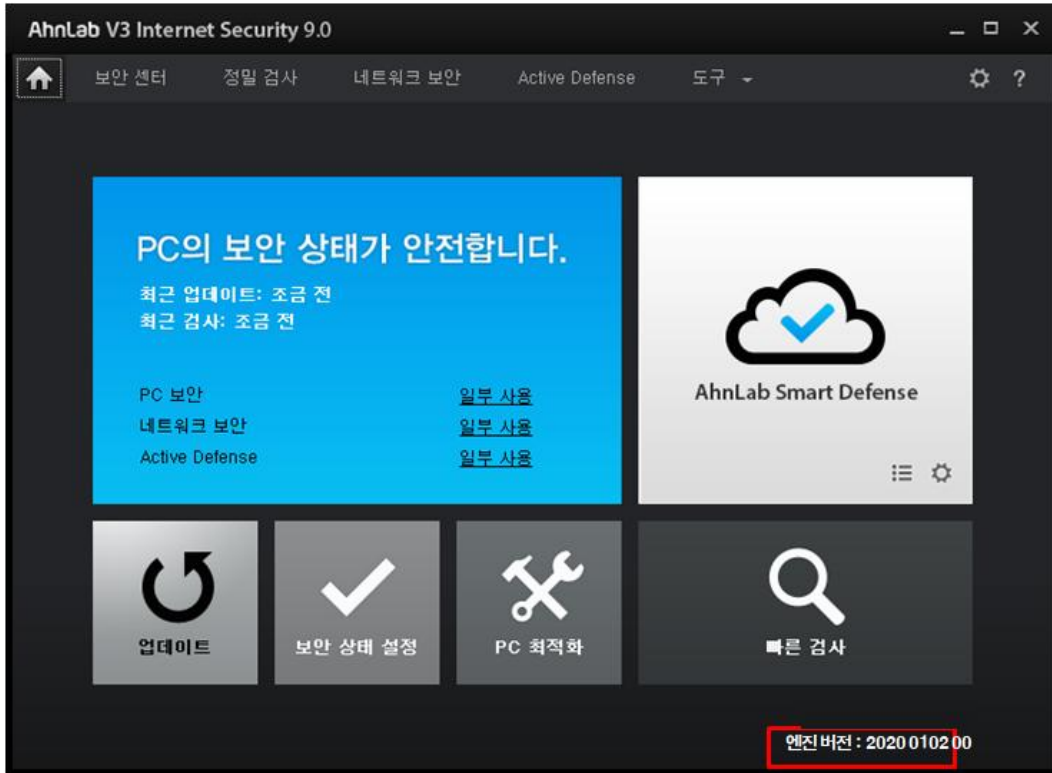 AhnLab V3 Internet Security 9.0
보안 센터 정밀 검사 네트워크 보안 Active Defense 도구
?
PC의 보안 상태가 안전합니다.
최근 업데이트: 조금 전
최근 검사: 조금 전
PC 보안 일부 사용
네트워크 보안 일부 사용
Active Defense 일부 사용
AhnLab Smart Defense
업데이트
보안 상태 설정
PC 최적화
빠른 검사
엔진 버전 : 2020 0102 00